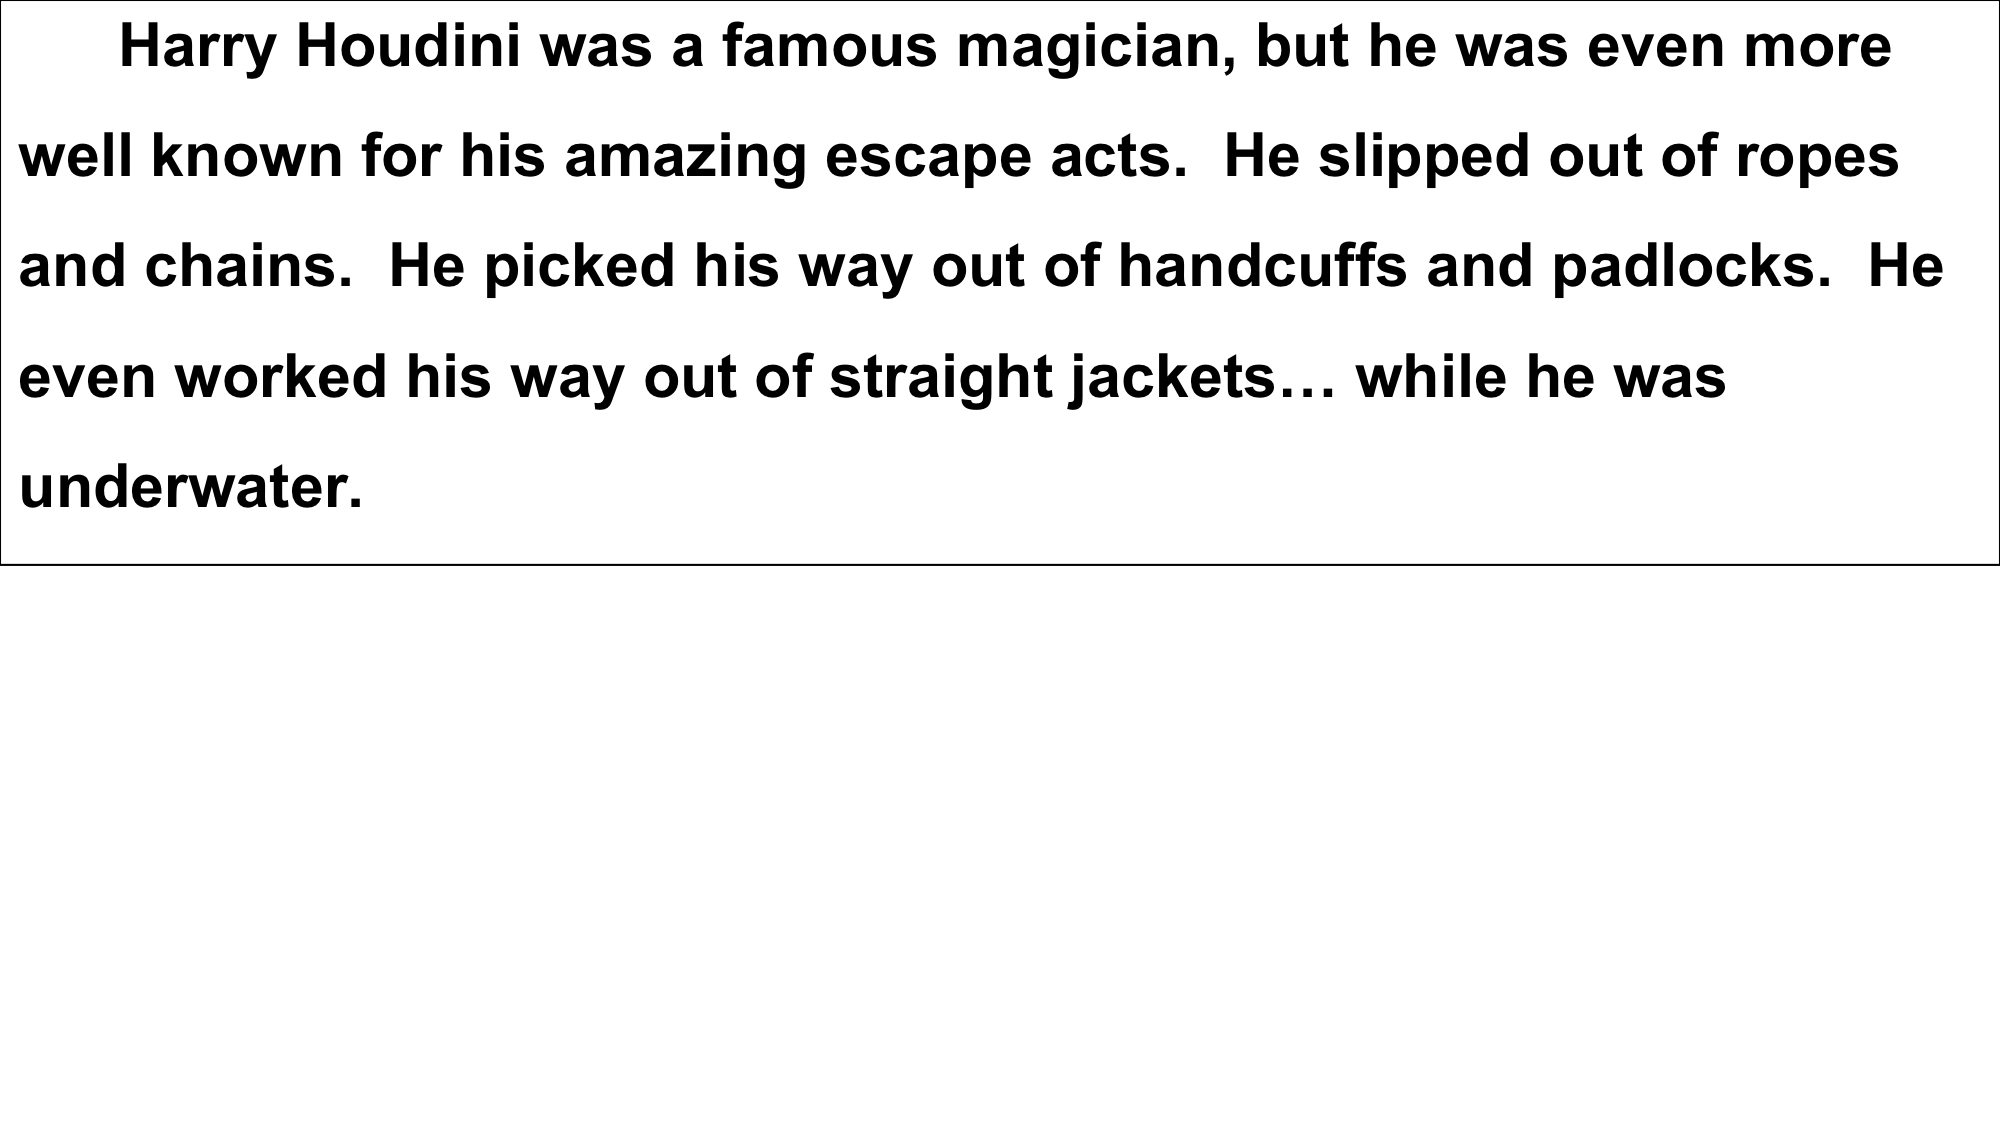 Harry Houdini was a famous magician, but he was even more
well known for his amazing escape acts.  He slipped out of ropes
and chains.  He picked his way out of handcuffs and padlocks.  He
even worked his way out of straight jackets… while he was
underwater.